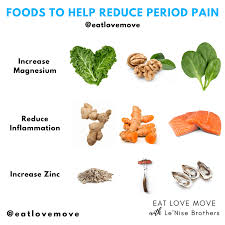 FOODS TO HELP REDUCE PERIOD PAIN
@eatlovemove
Increase
Magnesium
Reduce
Inflammation
Increase Zinc
@eatlovemove
EAT LOVE MOVE
with Le'Nise Brothers